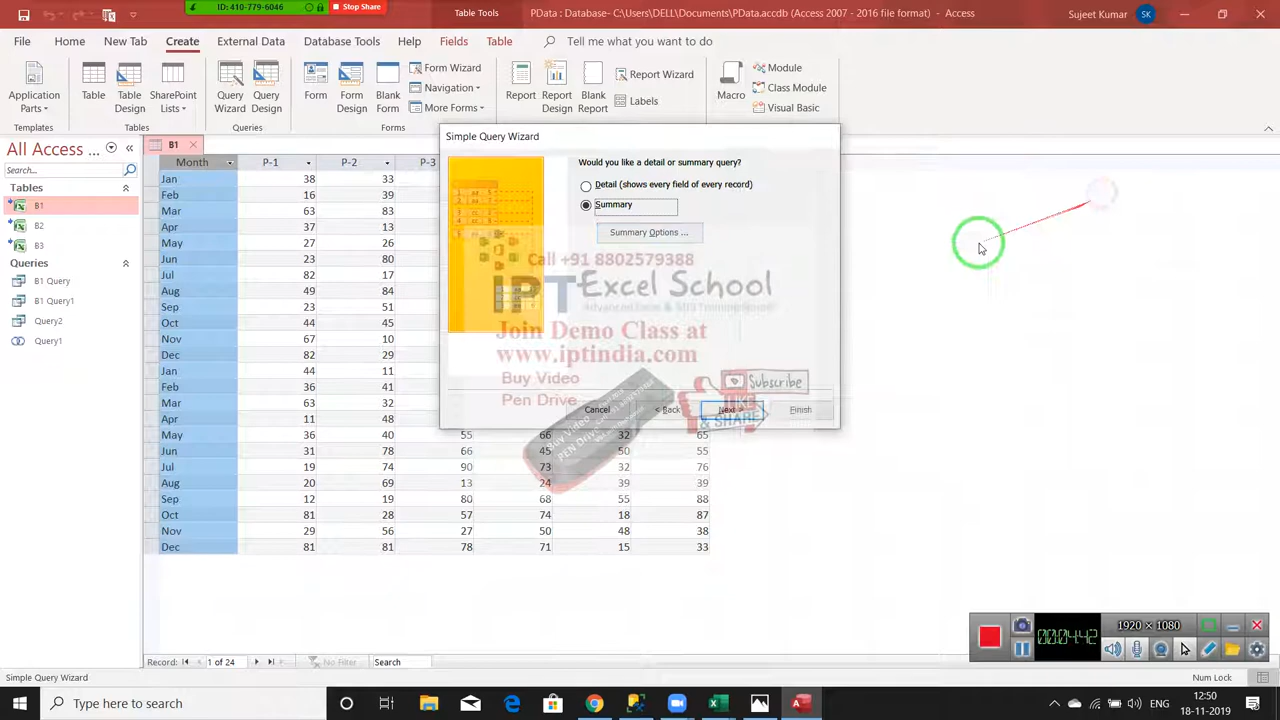 ID: 410-779-6046 Stop Share
Table Tools PData : Database- C:\Users\DELL\Documents\PData.accdb (Access 2007 - 2016 file format) - Access Sujeet Kumar SK
File Home New Tab Create External Data Database Tools Help Fields Table Tell me what you want to do
Application Parts Table Table Design SharePoint Lists Query Wizard Query Design Form Form Design Blank Form Form Wizard Navigation More Forms Report Report Design Blank Report Report Wizard Labels Macro Module Class Module Visual Basic
Templates Tables Queries Forms
All Access ... B1
Search...
Tables
B1
B2
B3
Queries
B1 Query
B1 Query1
Query2
Query1
Month P-1 P-2 P-3
Jan 38 33
Feb 16 39
Mar 63 83
Apr 37 13
May 27 26
Jun 23 80
Jul 82 17
Aug 49 84
Sep 23 51
Oct 44 45
Nov 67 10
Dec 82 29
Jan 44 11
Feb 36 41
Mar 63 32
Apr 11 48
May 36 40 55 66 32 65
Jun 31 78 66 45 50 55
Jul 19 74 90 73 32 76
Aug 20 69 13 24 39 39
Sep 12 19 80 68 55 88
Oct 81 28 57 74 18 87
Nov 29 56 27 50 48 38
Dec 81 81 78 71 15 33
Simple Query Wizard
Would you like a detail or summary query?
Detail (shows every field of every record)
Summary
Summary Options ...
Call +91 8802579388
IPT Excel School
Join Demo Class at
www.iptindia.com
Buy Video
Pen Drive
Subscribe
LIKE
& SHARE
Cancel < Back Next > Finish
Record: 1 of 24 No Filter Search
Simple Query Wizard Num Lock
00:04:42 1920 × 1080
Type here to search
ENG
12:50
18-11-2019